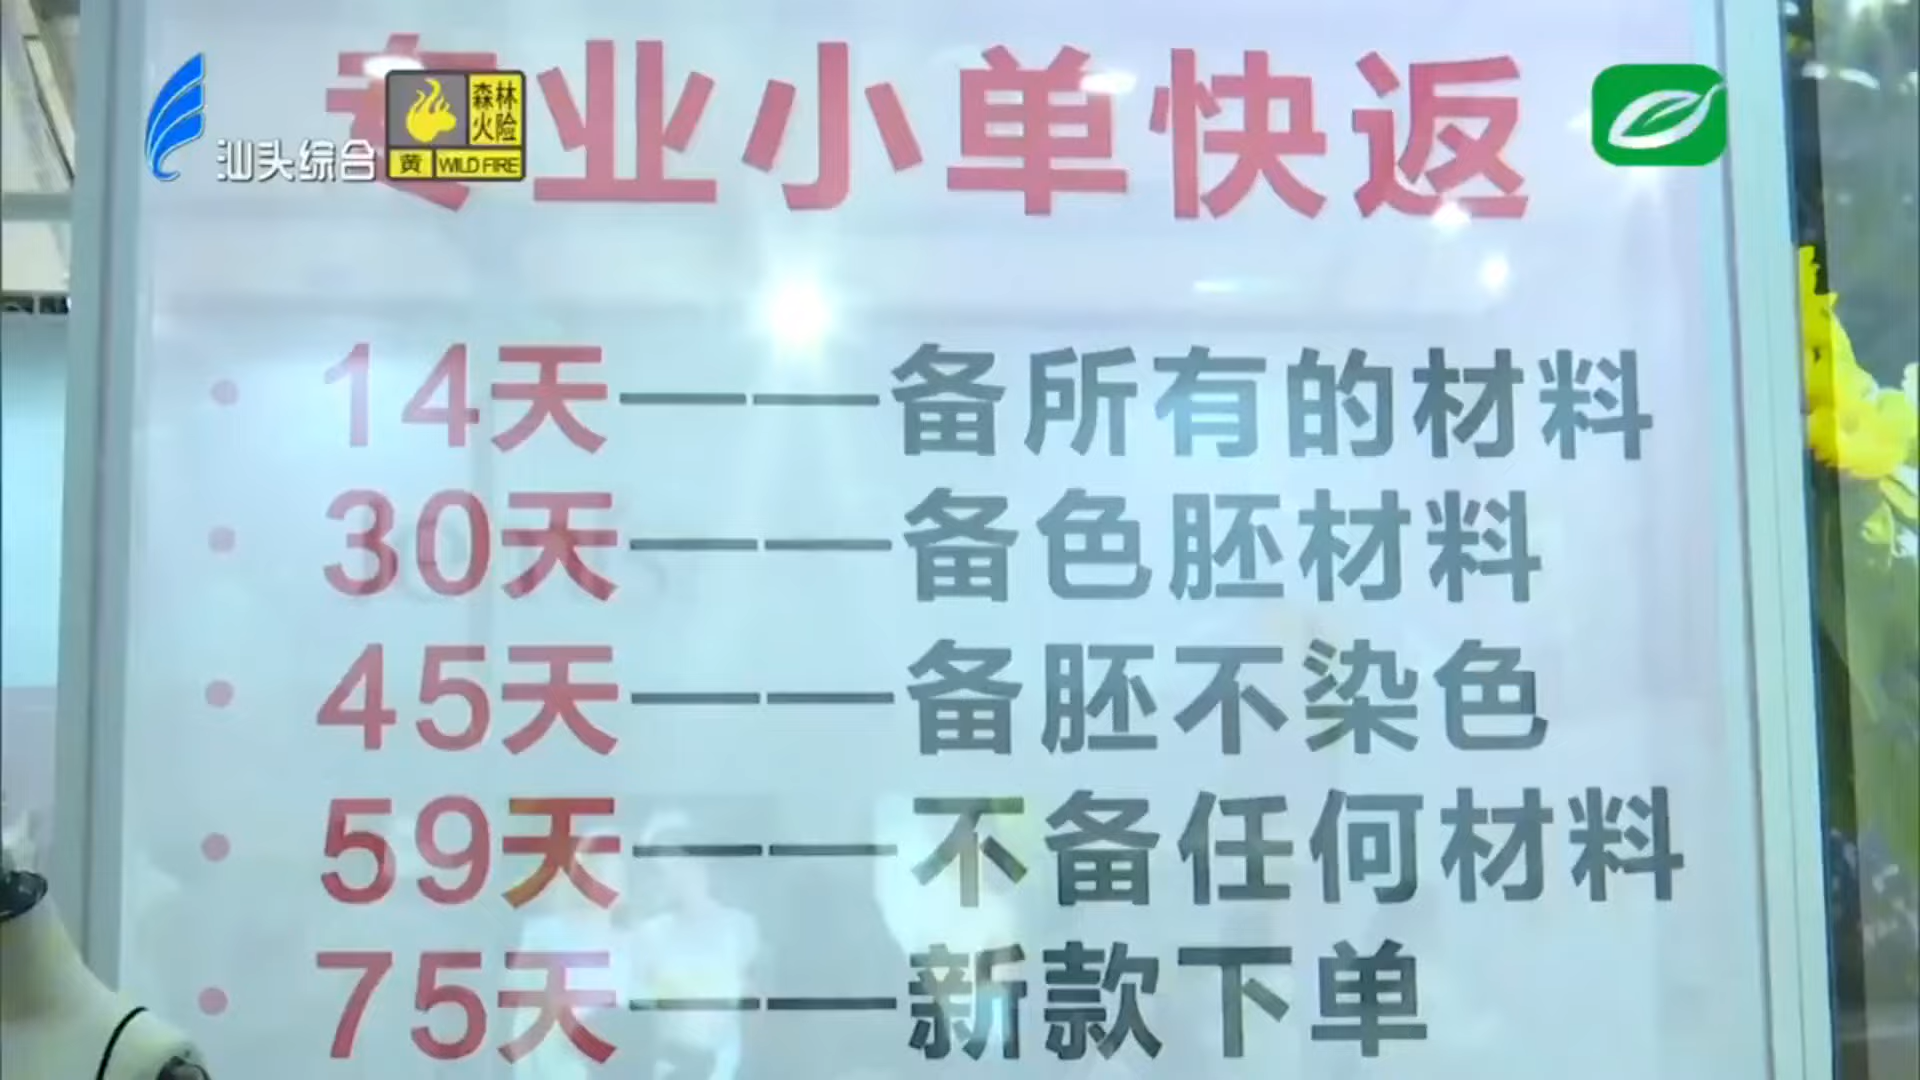 专业小单快返
汕头综合
森林
火险
黄 WILD FIRE
• 14天——备所有的材料
• 30天——备色胚材料
• 45天——备胚不染色
• 59天——不备任何材料
• 75天——新款下单